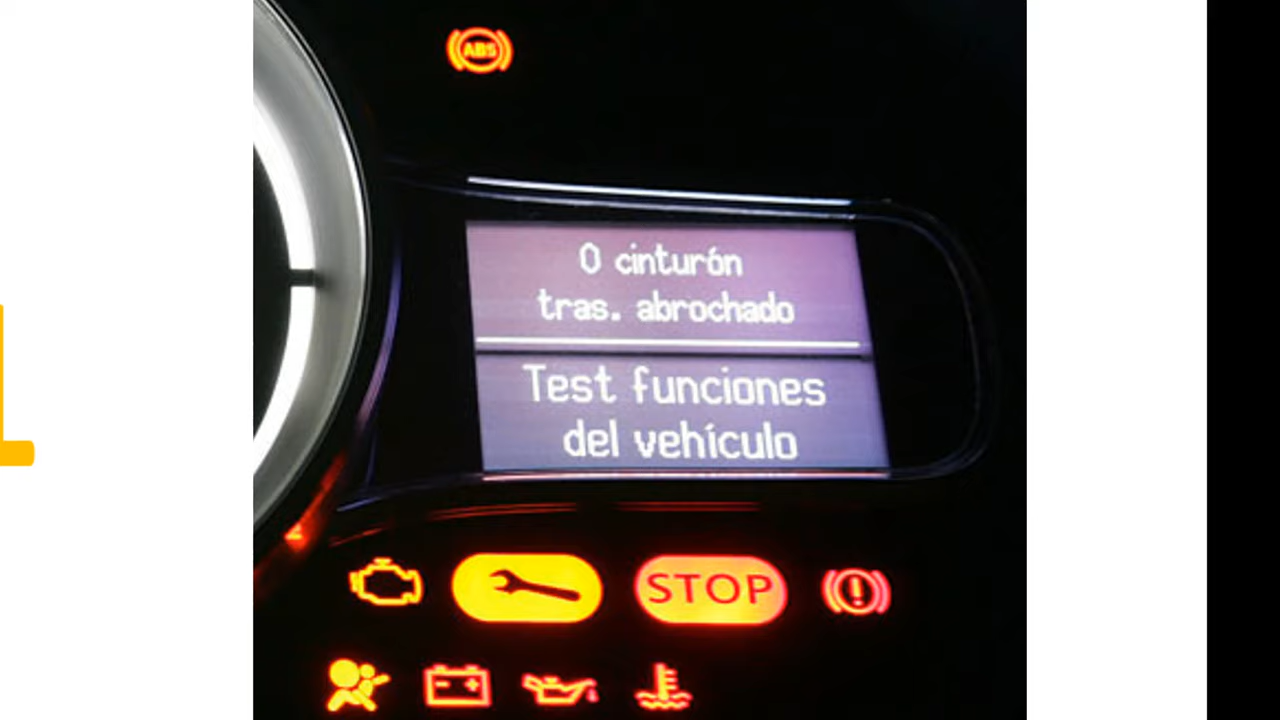 ABS
0 cinturón
tras. abrochado
Test funciones
del vehículo
STOP